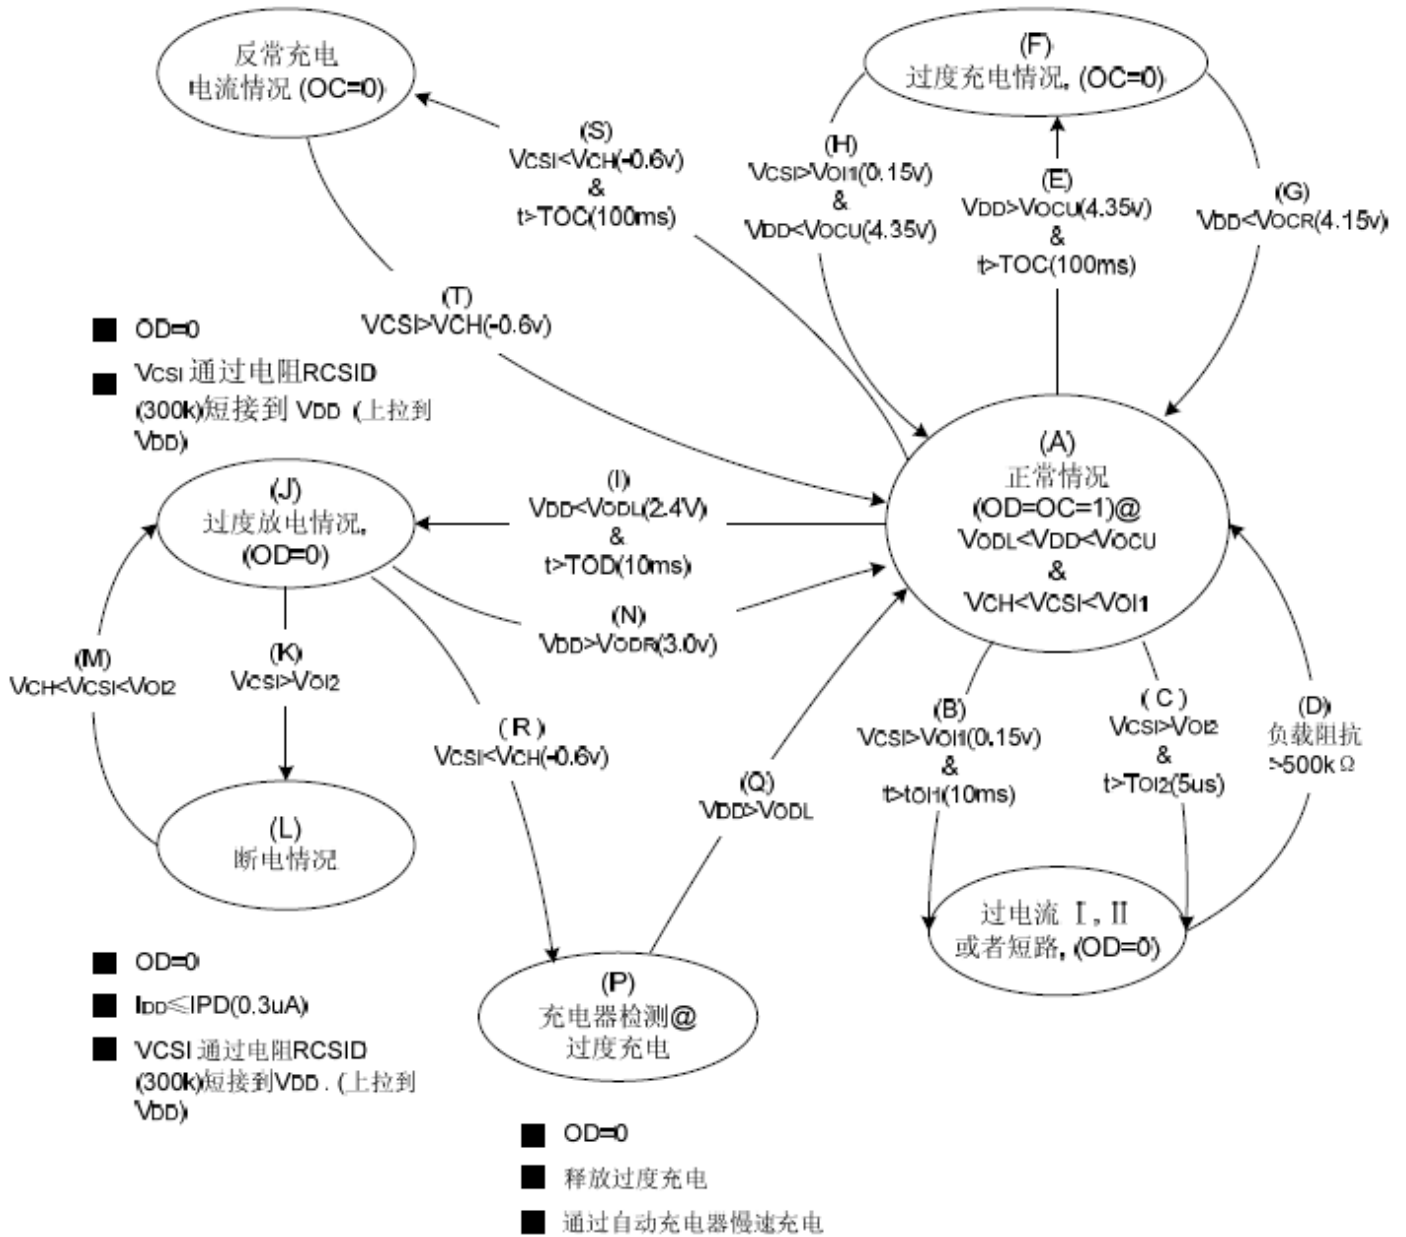 反常充电
电流情况 (OC=0)
(F)
过度充电情况, (OC=0)
(S)
VCSI<VCH(-0.6v)
&
t>TOC(100ms)
(H)
VCSI>VOI1(0.15v)
&
VDD<VOCU(4.35v)
(E)
VDD>VOCU(4.35v)
&
t>TOC(100ms)
(G)
VDD<VOCR(4.15v)
(T)
VCSI>VCH(-0.6v)
■ OD=0
■ VCSI 通过电阻RCSID
(300k)短接到 VDD (上拉到
VDD)
(J)
过度放电情况,
(OD=0)
(I)
VDD<VODL(2.4V)
&
t>TOD(10ms)
(A)
正常情况
(OD=OC=1)@
VODL<VDD<VOCU
&
VCH<VCSI<VOI1
(N)
VDD>VODR(3.0v)
(M)
VCH<VCSI<VOI2
(K)
VCSI>VOI2
(R)
VCSI<VCH(-0.6v)
(Q)
VDD>VODL
(B)
VCSI>VOI1(0.15v)
&
t>tOI1(10ms)
(C)
VCSI>VOI2
&
t>TOI2(5us)
(D)
负载阻抗
>500kΩ
(L)
断电情况
过电流 I, II
或者短路, (OD=0)
■ OD=0
■ IDD≤IPD(0.3uA)
■ VCSI 通过电阻RCSID
(300k)短接到VDD. (上拉到
VDD)
(P)
充电器检测@
过度充电
■ OD=0
■ 释放过度充电
■ 通过自动充电器慢速充电